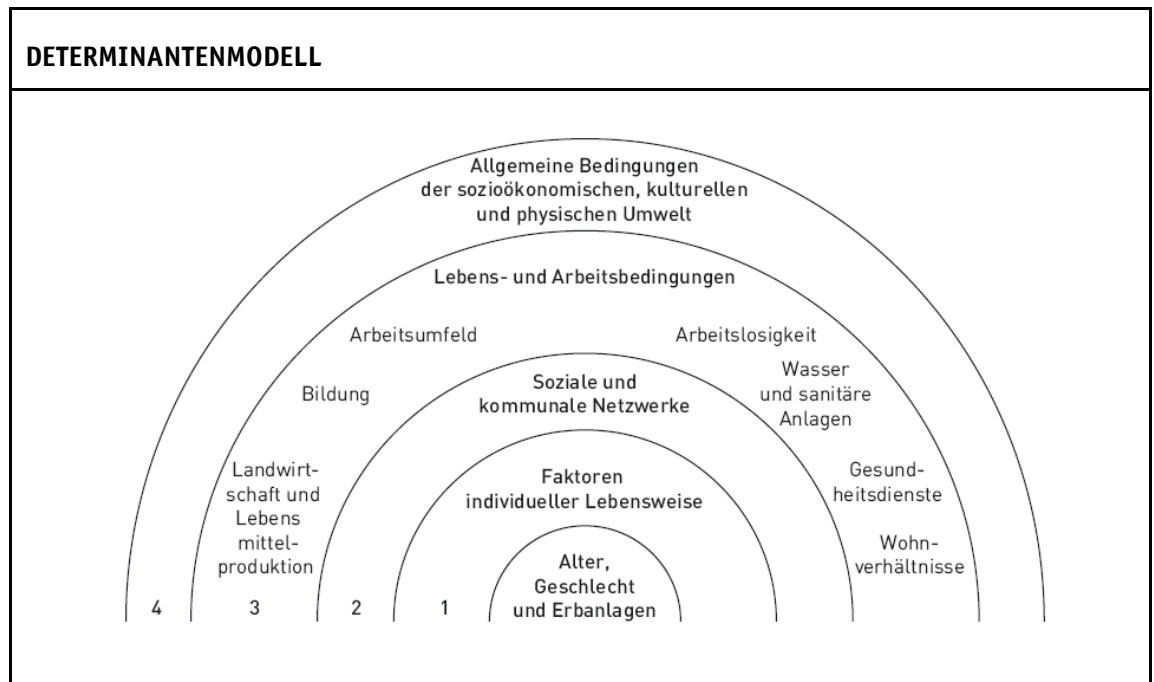 DETERMINANTENMODELL
Allgemeine Bedingungen
der sozioökonomischen, kulturellen
und physischen Umwelt
Lebens- und Arbeitsbedingungen
Arbeitsumfeld
Arbeitslosigkeit
Bildung
Wasser
und sanitäre
Anlagen
Soziale und
kommunale Netzwerke
Landwirt-
schaft und
Lebens
mittel-
produktion
Gesund-
heitsdienste
Wohn-
verhältnisse
Faktoren
individueller Lebensweise
Alter,
Geschlecht
und Erbanlagen
4
3
2
1